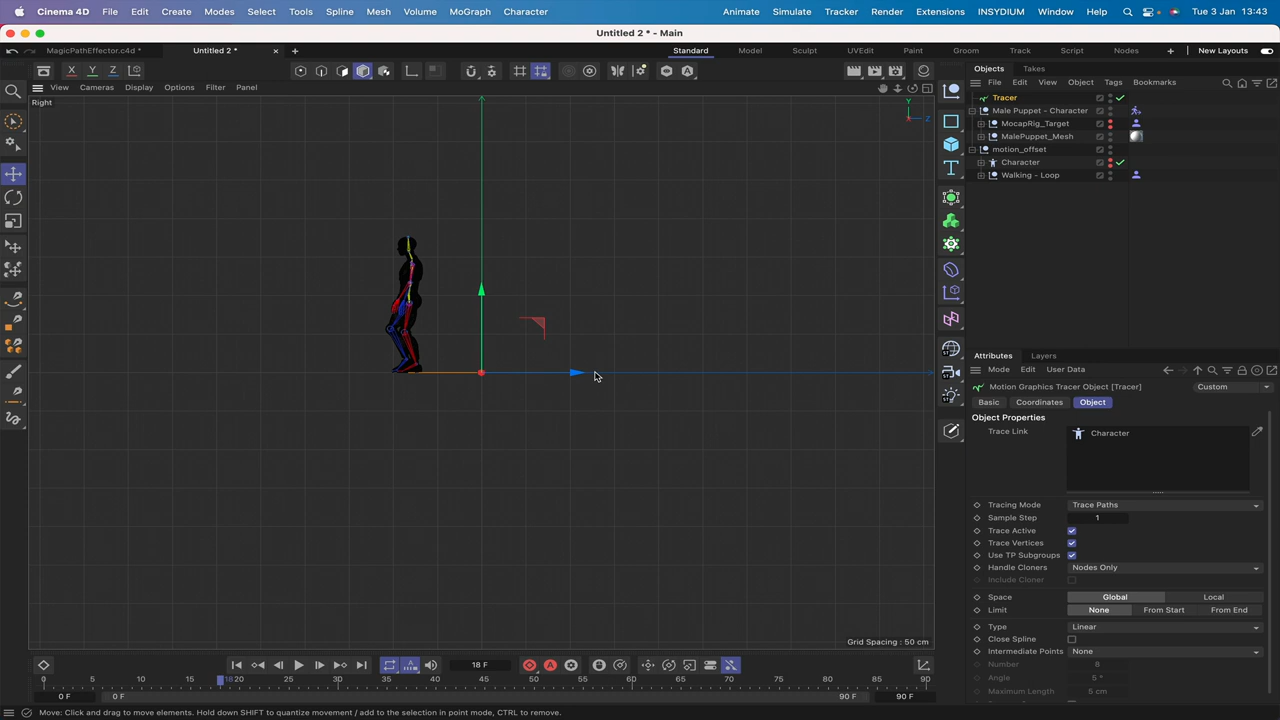 Cinema 4D File Edit Create Modes Select Tools Spline Mesh Volume MoGraph Character Animate Simulate Tracker Render Extensions INSYDIUM Window Help Tue 3 Jan 13:43
Untitled 2 * - Main
MagicPathEffector.c4d * Untitled 2 * Standard Model Sculpt UVEdit Paint Groom Track Script Nodes New Layouts
X Y Z
Objects Takes
View Cameras Display Options Filter Panel
File Edit View Object Tags Bookmarks
Right
Tracer
Male Puppet - Character
MocapRig_Target
MalePuppet_Mesh
motion_offset
Character
Walking - Loop
Y
Z
Attributes Layers
Mode Edit User Data
Motion Graphics Tracer Object [Tracer] Custom
Basic Coordinates Object
Object Properties
Trace Link Character
Tracing Mode Trace Paths
Sample Step 1
Trace Active
Trace Vertices
Use TP Subgroups
Handle Cloners Nodes Only
Include Cloner
Space Global Local
Limit None From Start From End
Type Linear
Close Spline
Intermediate Points None
Number 8
Angle 5 °
Maximum Length 5 cm
Grid Spacing : 50 cm
18 F
0 5 10 15 1820 25 30 35 40 45 50 55 60 65 70 75 80 85 90
0 F 0 F 90 F 90 F
Move: Click and drag to move elements. Hold down SHIFT to quantize movement / add to the selection in point mode, CTRL to remove.